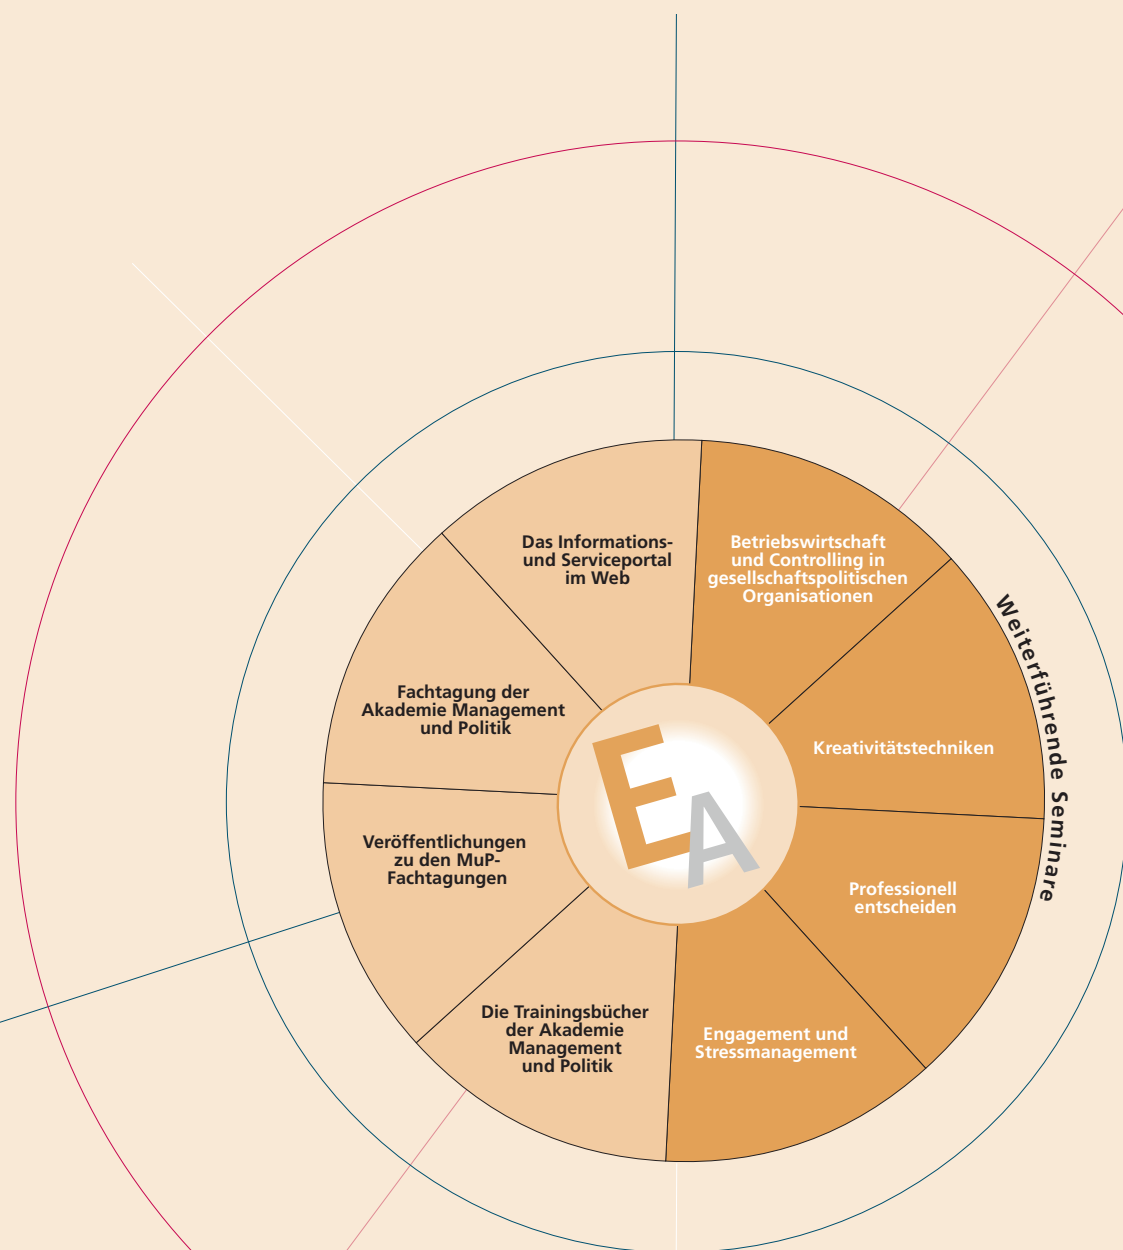 Das Informations-
und Serviceportal
im Web
Betriebswirtschaft
und Controlling in
gesellschaftspolitischen
Organisationen
Weiterführende Seminare
Fachtagung der
Akademie Management
und Politik
Kreativitätstechniken
E
A
Veröffentlichungen
zu den MuP-
Fachtagungen
Professionell
entscheiden
Die Trainingsbücher
der Akademie
Management
und Politik
Engagement und
Stressmanagement